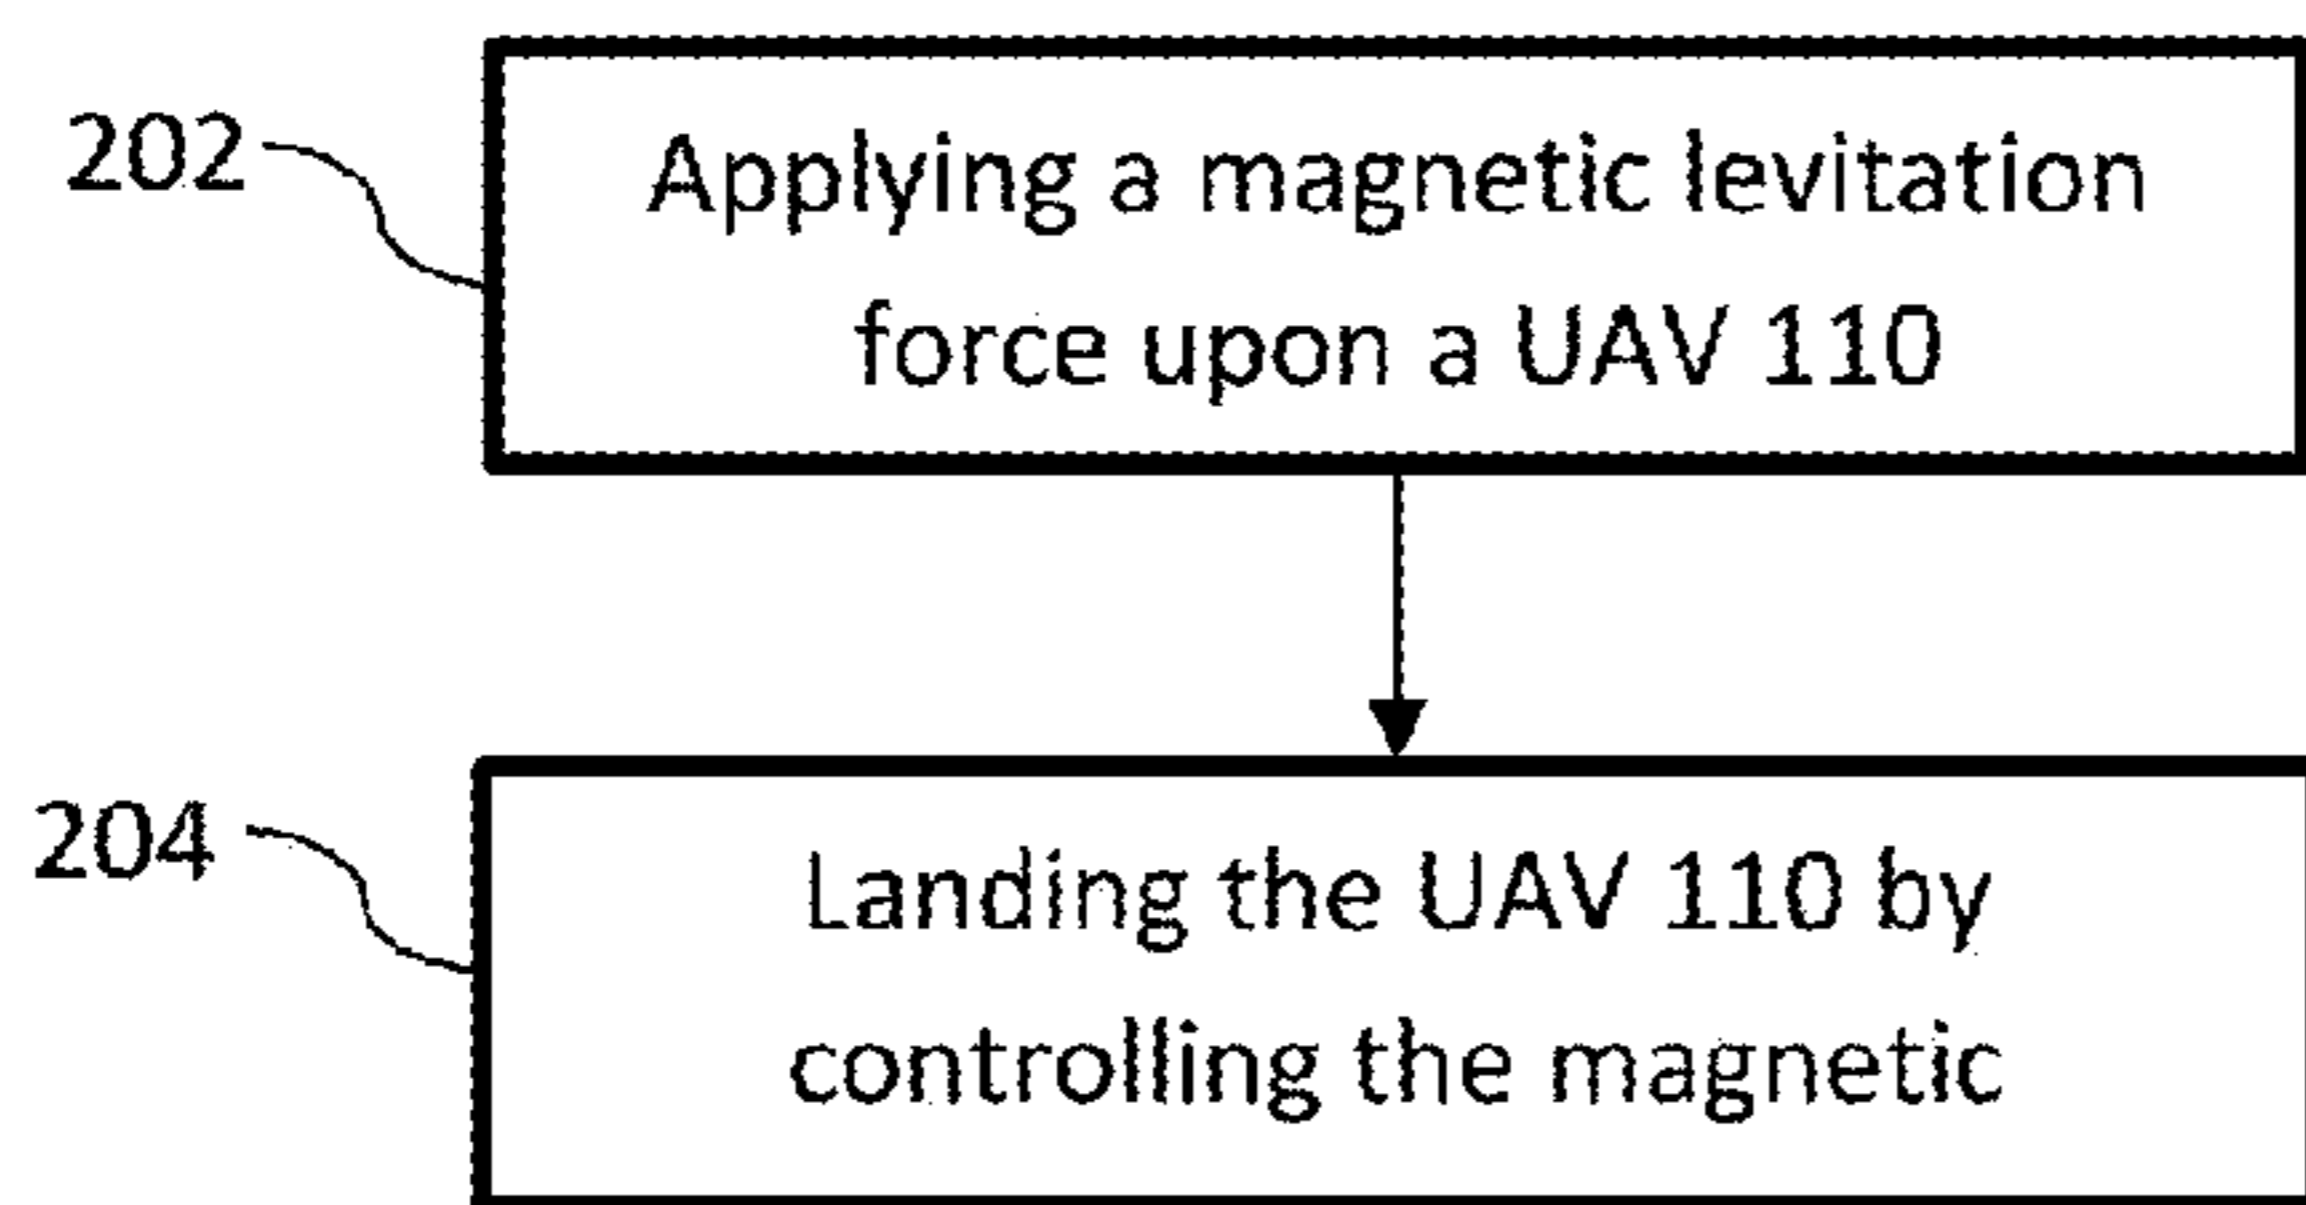 202
Applying a magnetic levitation
force upon a UAV 110
204
Landing the UAV 110 by
controlling the magnetic